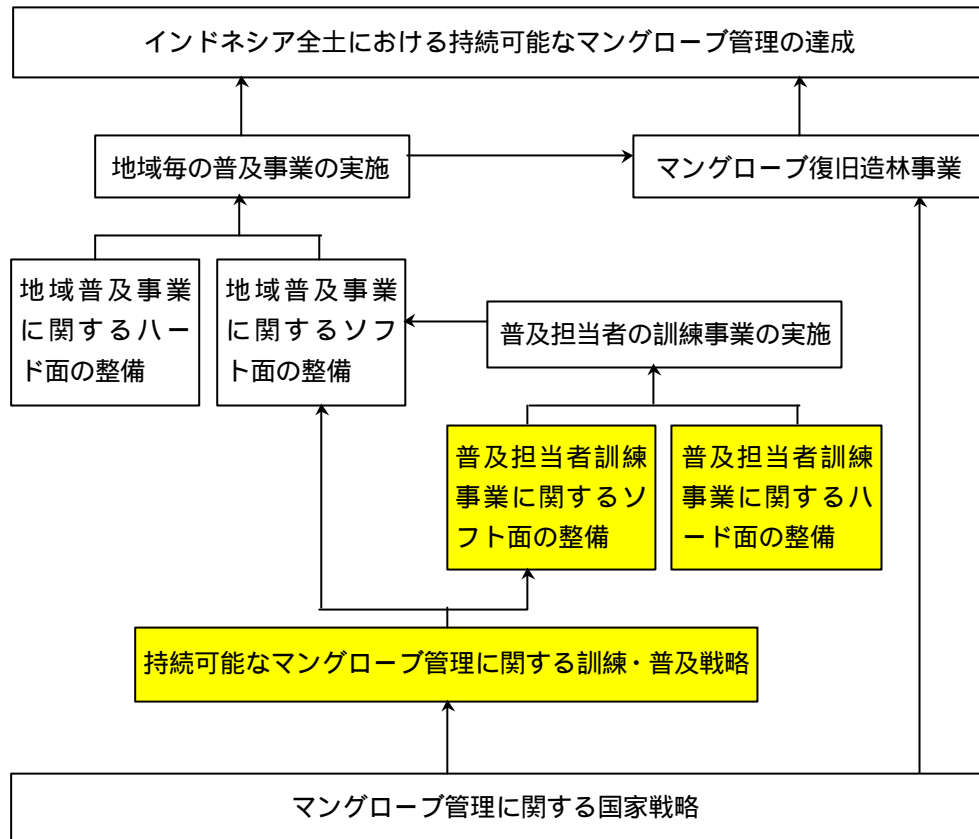 インドネシア全土における持続可能なマングローブ管理の達成
地域毎の普及事業の実施
マングローブ復旧造林事業
地域普及事業
に関するハー
ド面の整備
地域普及事業
に関するソフ
ト面の整備
普及担当者の訓練事業の実施
普及担当者訓練
事業に関するソ
フト面の整備
普及担当者訓練
事業に関するハ
ード面の整備
持続可能なマングローブ管理に関する訓練・普及戦略
マングローブ管理に関する国家戦略